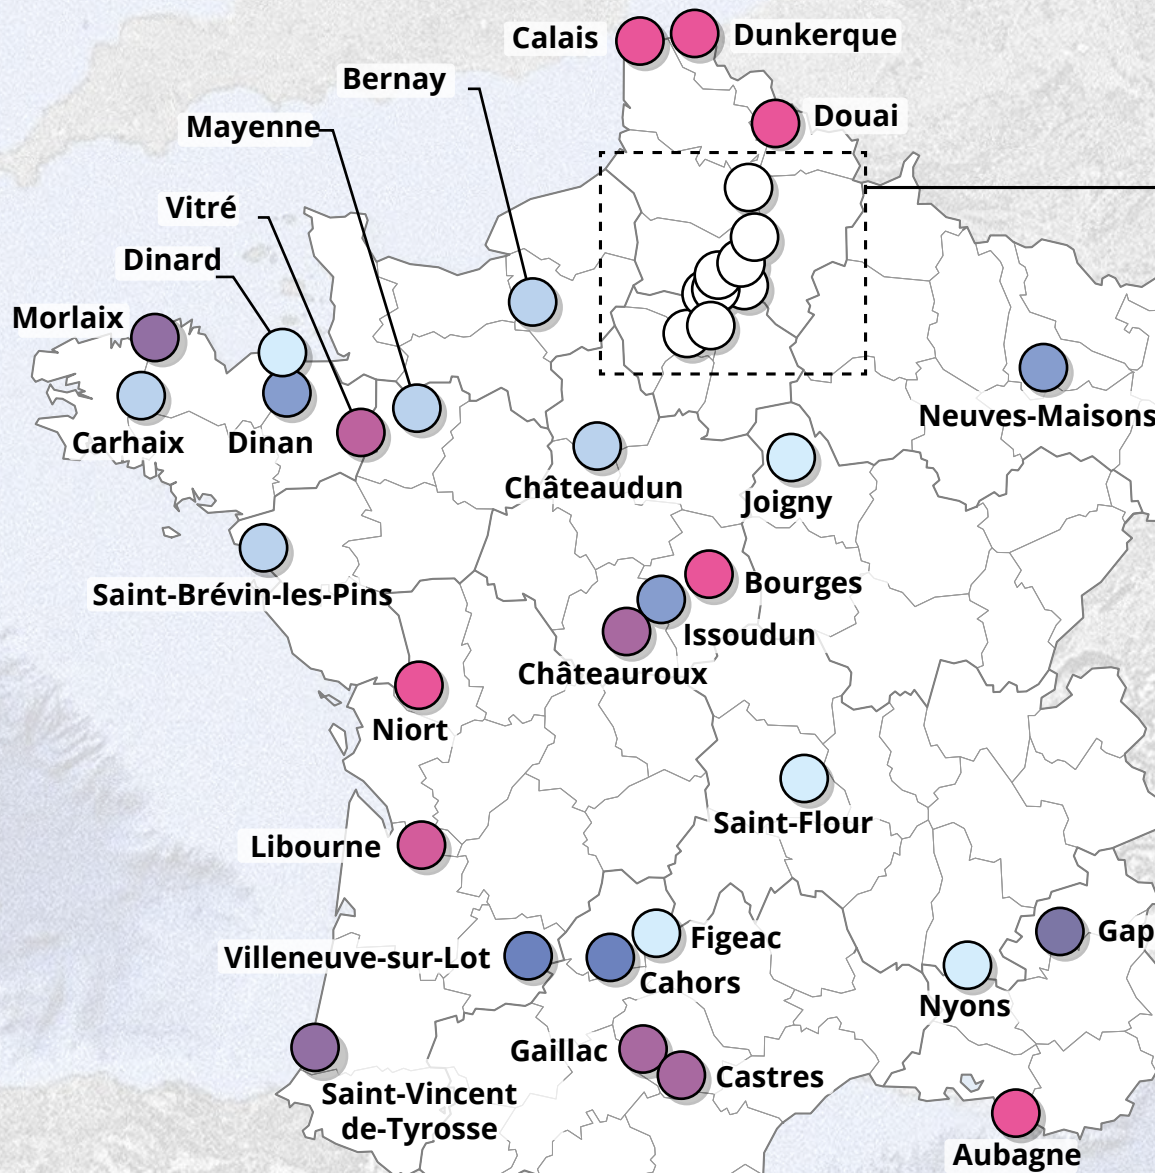 Calais
Dunkerque
Bernay
Douai
Mayenne
Vitré
Dinard
Morlaix
Neuves-Maisons
Carhaix
Dinan
Châteaudun
Joigny
Bourges
Saint-Brévin-les-Pins
Issoudun
Châteauroux
Niort
Saint-Flour
Libourne
Gap
Figeac
Villeneuve-sur-Lot
Cahors
Nyons
Gaillac
Castres
Saint-Vincent
de-Tyrosse
Aubagne